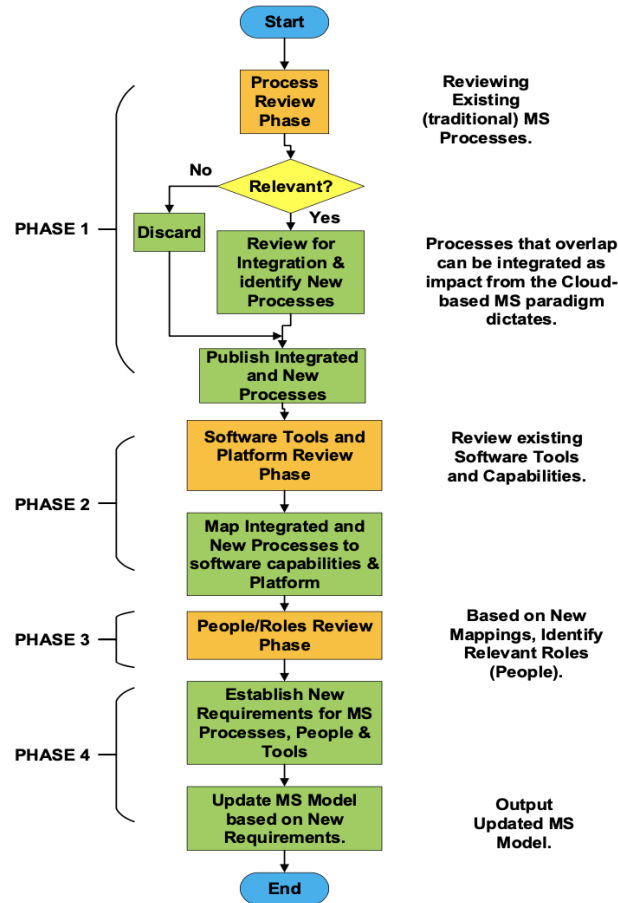 Start
Process
Review
Phase
Reviewing
Existing
(traditional) MS
Processes.
No
Relevant?
Yes
PHASE 1
Discard
Review for
Integration &
identify New
Processes
Processes that overlap
can be integrated as
impact from the Cloud-
based MS paradigm
dictates.
Publish Integrated
and New
Processes
Software Tools and
Platform Review
Phase
Review existing
Software Tools
and Capabilities.
PHASE 2
Map Integrated and
New Processes to
software capabilities &
Platform
PHASE 3
People/Roles Review
Phase
Based on New
Mappings, Identify
Relevant Roles
(People).
Establish New
Requirements for MS
Processes, People &
Tools
PHASE 4
Update MS Model
based on New
Requirements.
Output
Updated MS
Model.
End